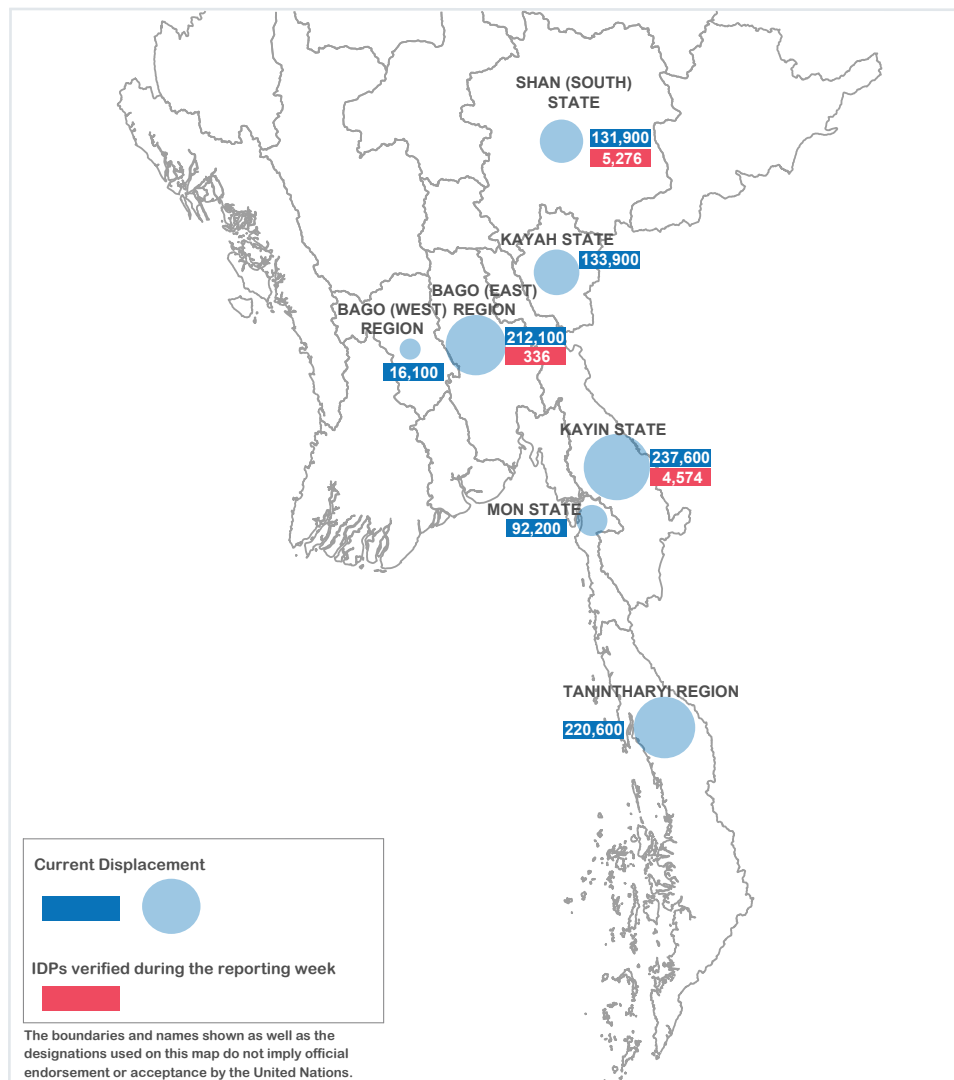 SHAN (SOUTH)
STATE
131,900
5,276
KAYAH STATE
133,900
BAGO (EAST)
REGION
212,100
336
BAGO (WEST)
REGION
16,100
KAYIN STATE
237,600
4,574
MON STATE
92,200
TANINTHARYI REGION
220,600
Current Displacement
IDPs verified during the reporting week
The boundaries and names shown as well as the
designations used on this map do not imply official
endorsement or acceptance by the United Nations.